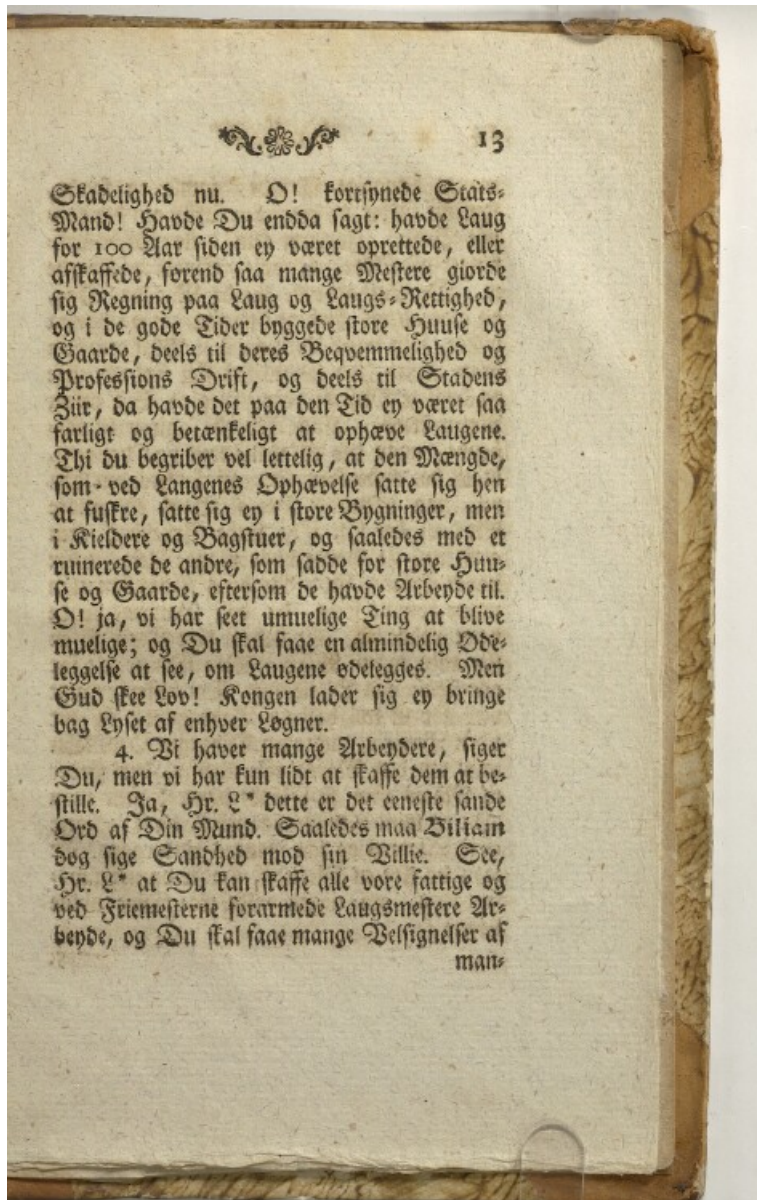 13
Skadelighed nu. O! kortsynede Stats-
Mand! Havde Du endda sagt: havde Laug
for 100 Aar siden ey været oprettede, eller
afskaffede, førend saa mange Mestere giorde
sig Regning paa Laug og Laugs-Rettighed,
og i de gode Tider byggede store Huuse og
Gaarde, deels til deres Beqvemmelighed og
Professions Drift, og deels til Stadens
Ziir, da havde det paa den Tid ey været saa
farligt og betænkeligt at ophæve Laugene.
Thi du begriber vel lettelig, at den Mængde,
som ved Langenes Ophævelse satte sig hen
at fuskre, satte sig ey i store Bygninger, men
i Kieldere og Bagstuer, og saaledes med et
ruinerede de andre, som sadde for store Huu-
se og Gaarde, eftersom de havde Arbeyde til.
O! ja, vi har seet umuelige Ting at blive
muelige; og Du skal faae en almindelig Øde-
leggelse at see, om Laugene ødelegges. Men
Gud skee Lov! Kongen lader sig ey bringe
bag Lyset af enhver Løgner.
4. Vi haver mange Arbeydere, siger
Du, men vi har kun lidt at skaffe dem at be-
stille. Ja, Hr. L* dette er det eeneste sande
Ord af Din Mund. Saaledes maa Biliam
dog sige Sandhed mod sin Villie. See,
Hr. L* at Du kan skaffe alle vore fattige og
ved Friemesterne forarmede Laugsmestere Ar-
beyde, og Du skal faae mange Velsignelser af
man-